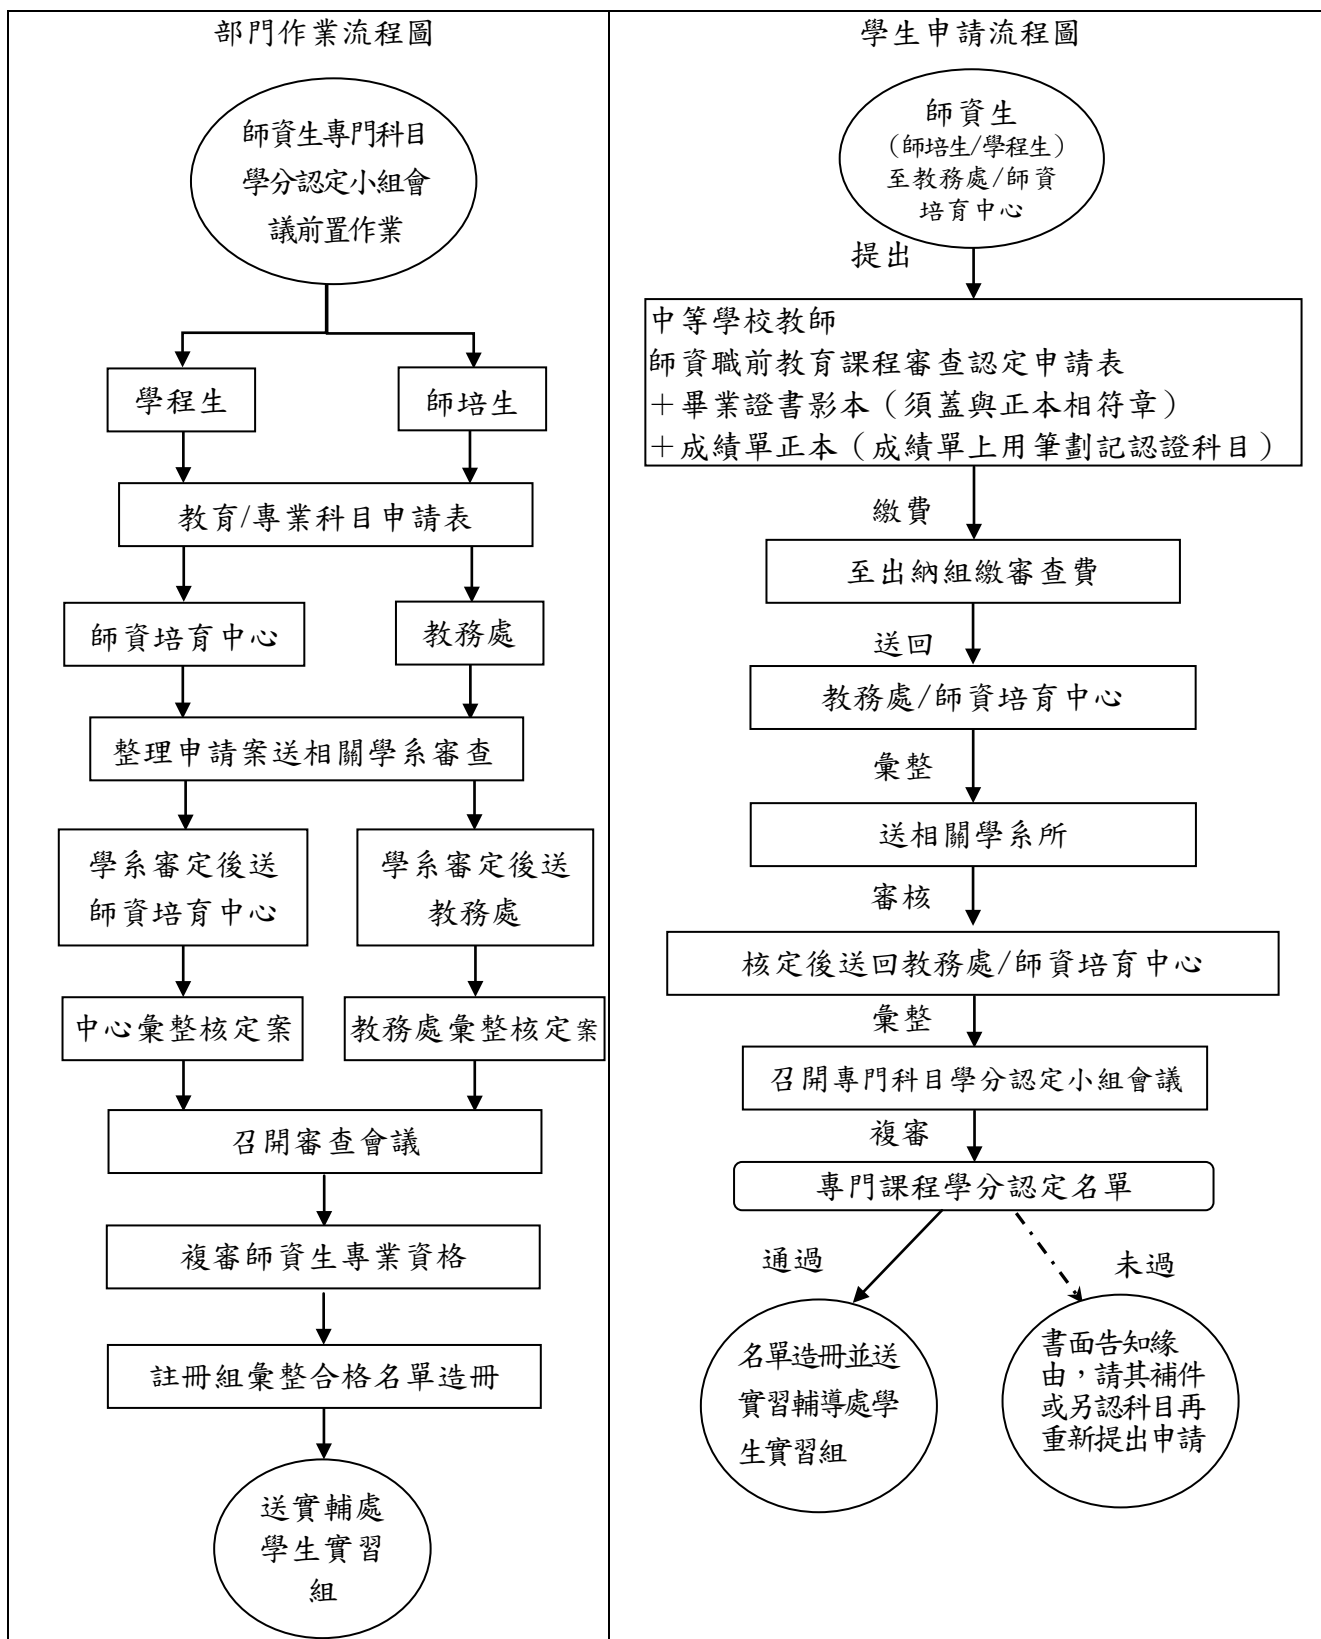 部門作業流程圖
師資生專門科目
學分認定小組會
議前置作業
學程生
師培生
教育/專業科目申請表
師資培育中心
教務處
整理申請案送相關學系審查
學系審定後送
師資培育中心
學系審定後送
教務處
中心彙整核定案
教務處彙整核定案
召開審查會議
複審師資生專業資格
註冊組彙整合格名單造冊
送實輔處
學生實習
組
學生申請流程圖
師資生
（師培生/學程生）
至教務處/師資
培育中心
提出
中等學校教師
師資職前教育課程審查認定申請表
＋畢業證書影本（須蓋與正本相符章）
＋成績單正本（成績單上用筆劃記認證科目）
繳費
至出納組繳審查費
送回
教務處/師資培育中心
彙整
送相關學系所
審核
核定後送回教務處/師資培育中心
彙整
召開專門科目學分認定小組會議
複審
專門課程學分認定名單
通過
未過
名單造冊並送
實習輔導處學
生實習組
書面告知緣
由，請其補件
或另認科目再
重新提出申請